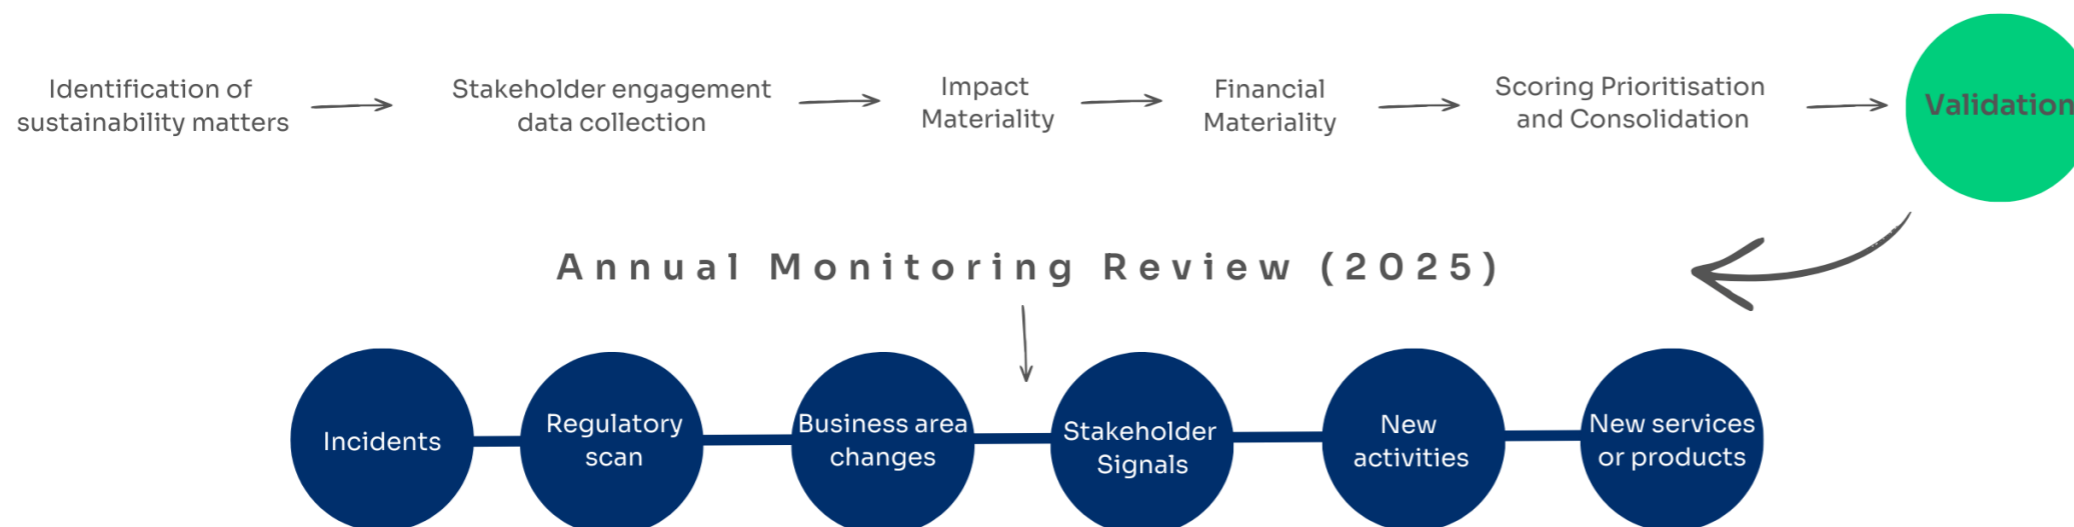 Identification of
sustainability matters
Stakeholder engagement
data collection
Impact
Materiality
Financial
Materiality
Scoring Prioritisation
and Consolidation
Validation
Annual Monitoring Review (2025)
Incidents
Regulatory
scan
Business area
changes
Stakeholder
Signals
New
activities
New services
or products